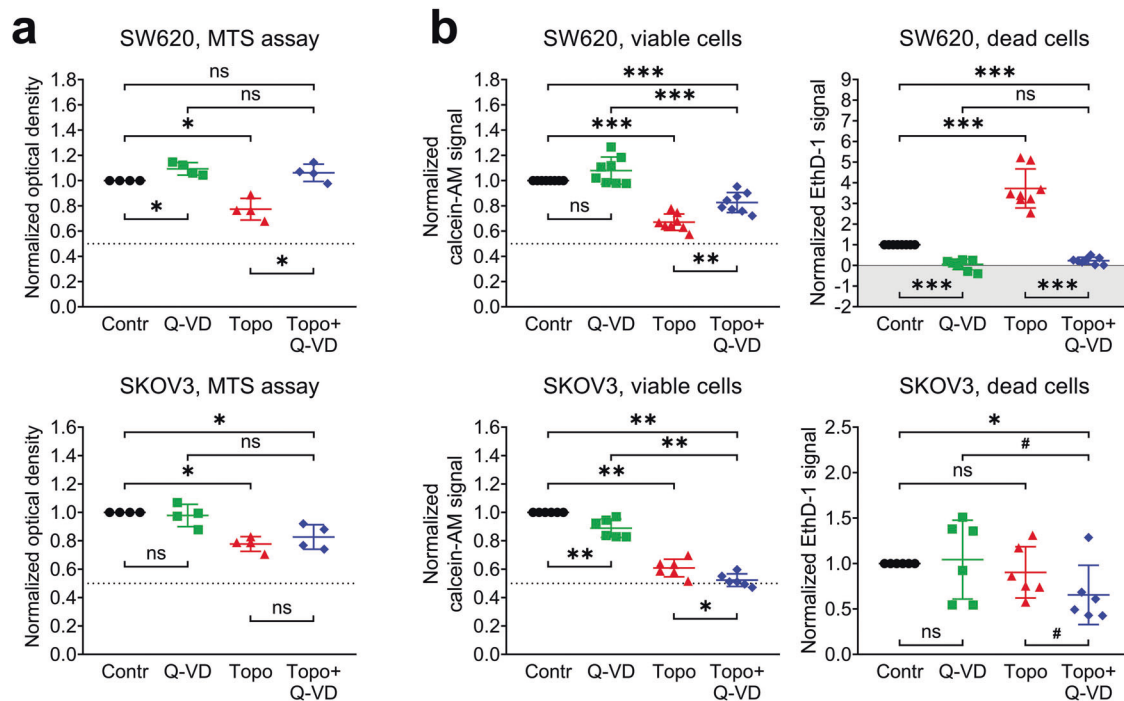 a
SW620, MTS assay
Normalized optical density
1.8
1.6
1.4
1.2
1.0
0.8
0.6
0.4
0.2
0.0
ns
ns
*
*
*
Contr Q-VD Topo Topo+
Q-VD
b
SW620, viable cells
Normalized
calcein-AM signal
1.8
1.6
1.4
1.2
1.0
0.8
0.6
0.4
0.2
0.0
***
***
***
ns
**
Contr Q-VD Topo Topo+
Q-VD
SW620, dead cells
Normalized EthD-1 signal
9
8
7
6
5
4
3
2
1
0
-1
-2
***
ns
***
***
***
Contr Q-VD Topo Topo+
Q-VD
SKOV3, MTS assay
Normalized optical density
1.6
1.4
1.2
1.0
0.8
0.6
0.4
0.2
0.0
*
ns
*
ns
ns
Contr Q-VD Topo Topo+
Q-VD
SKOV3, viable cells
Normalized
calcein-AM signal
1.6
1.4
1.2
1.0
0.8
0.6
0.4
0.2
0.0
**
**
**
**
*
Contr Q-VD Topo Topo+
Q-VD
SKOV3, dead cells
Normalized EthD-1 signal
2.5
2.0
1.5
1.0
0.5
0.0
*
#
ns
ns
#
Contr Q-VD Topo Topo+
Q-VD